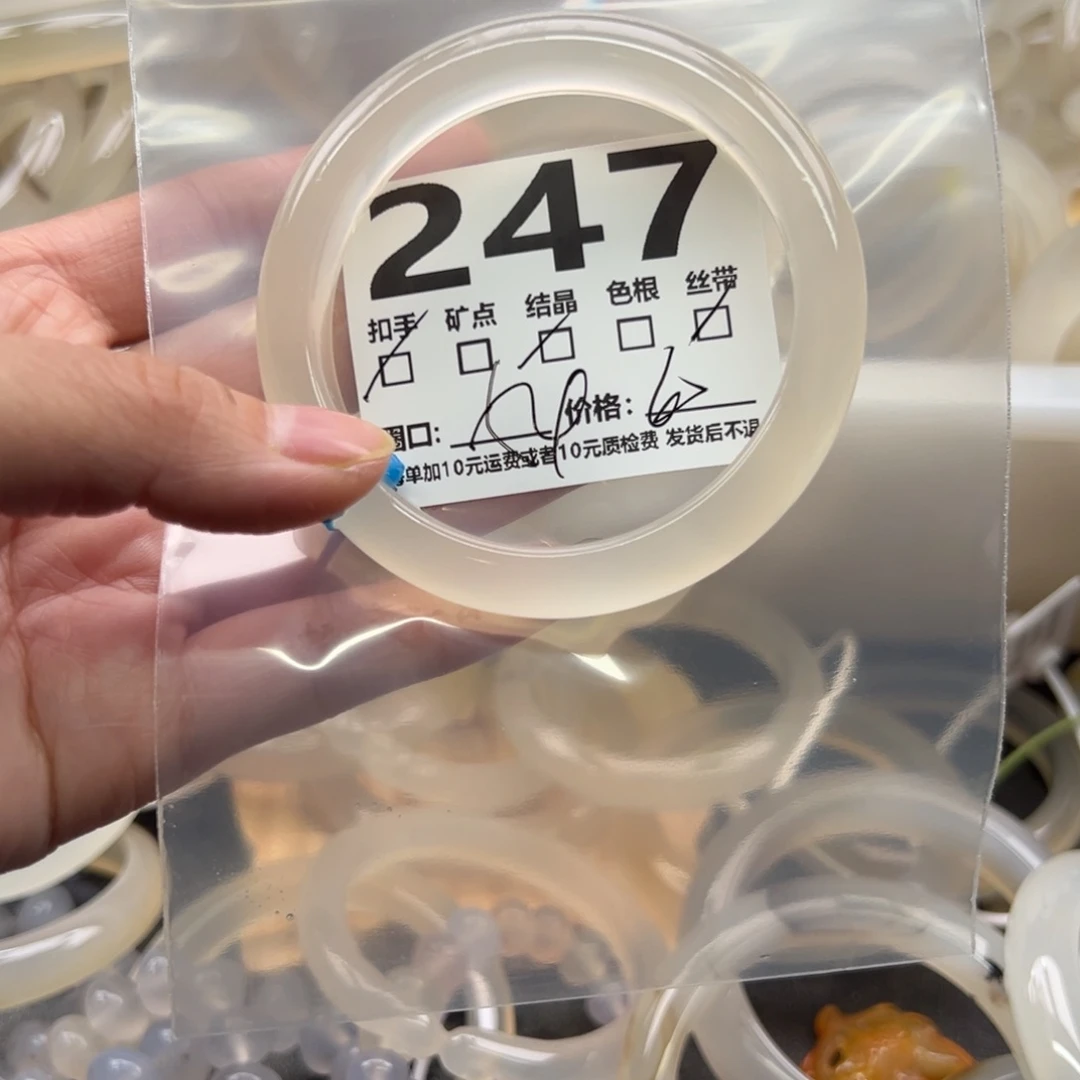 247
扣手 矿点 结晶 色根 丝带
圈口: 价格:
单加10元运费或者10元质检费 发货后不退